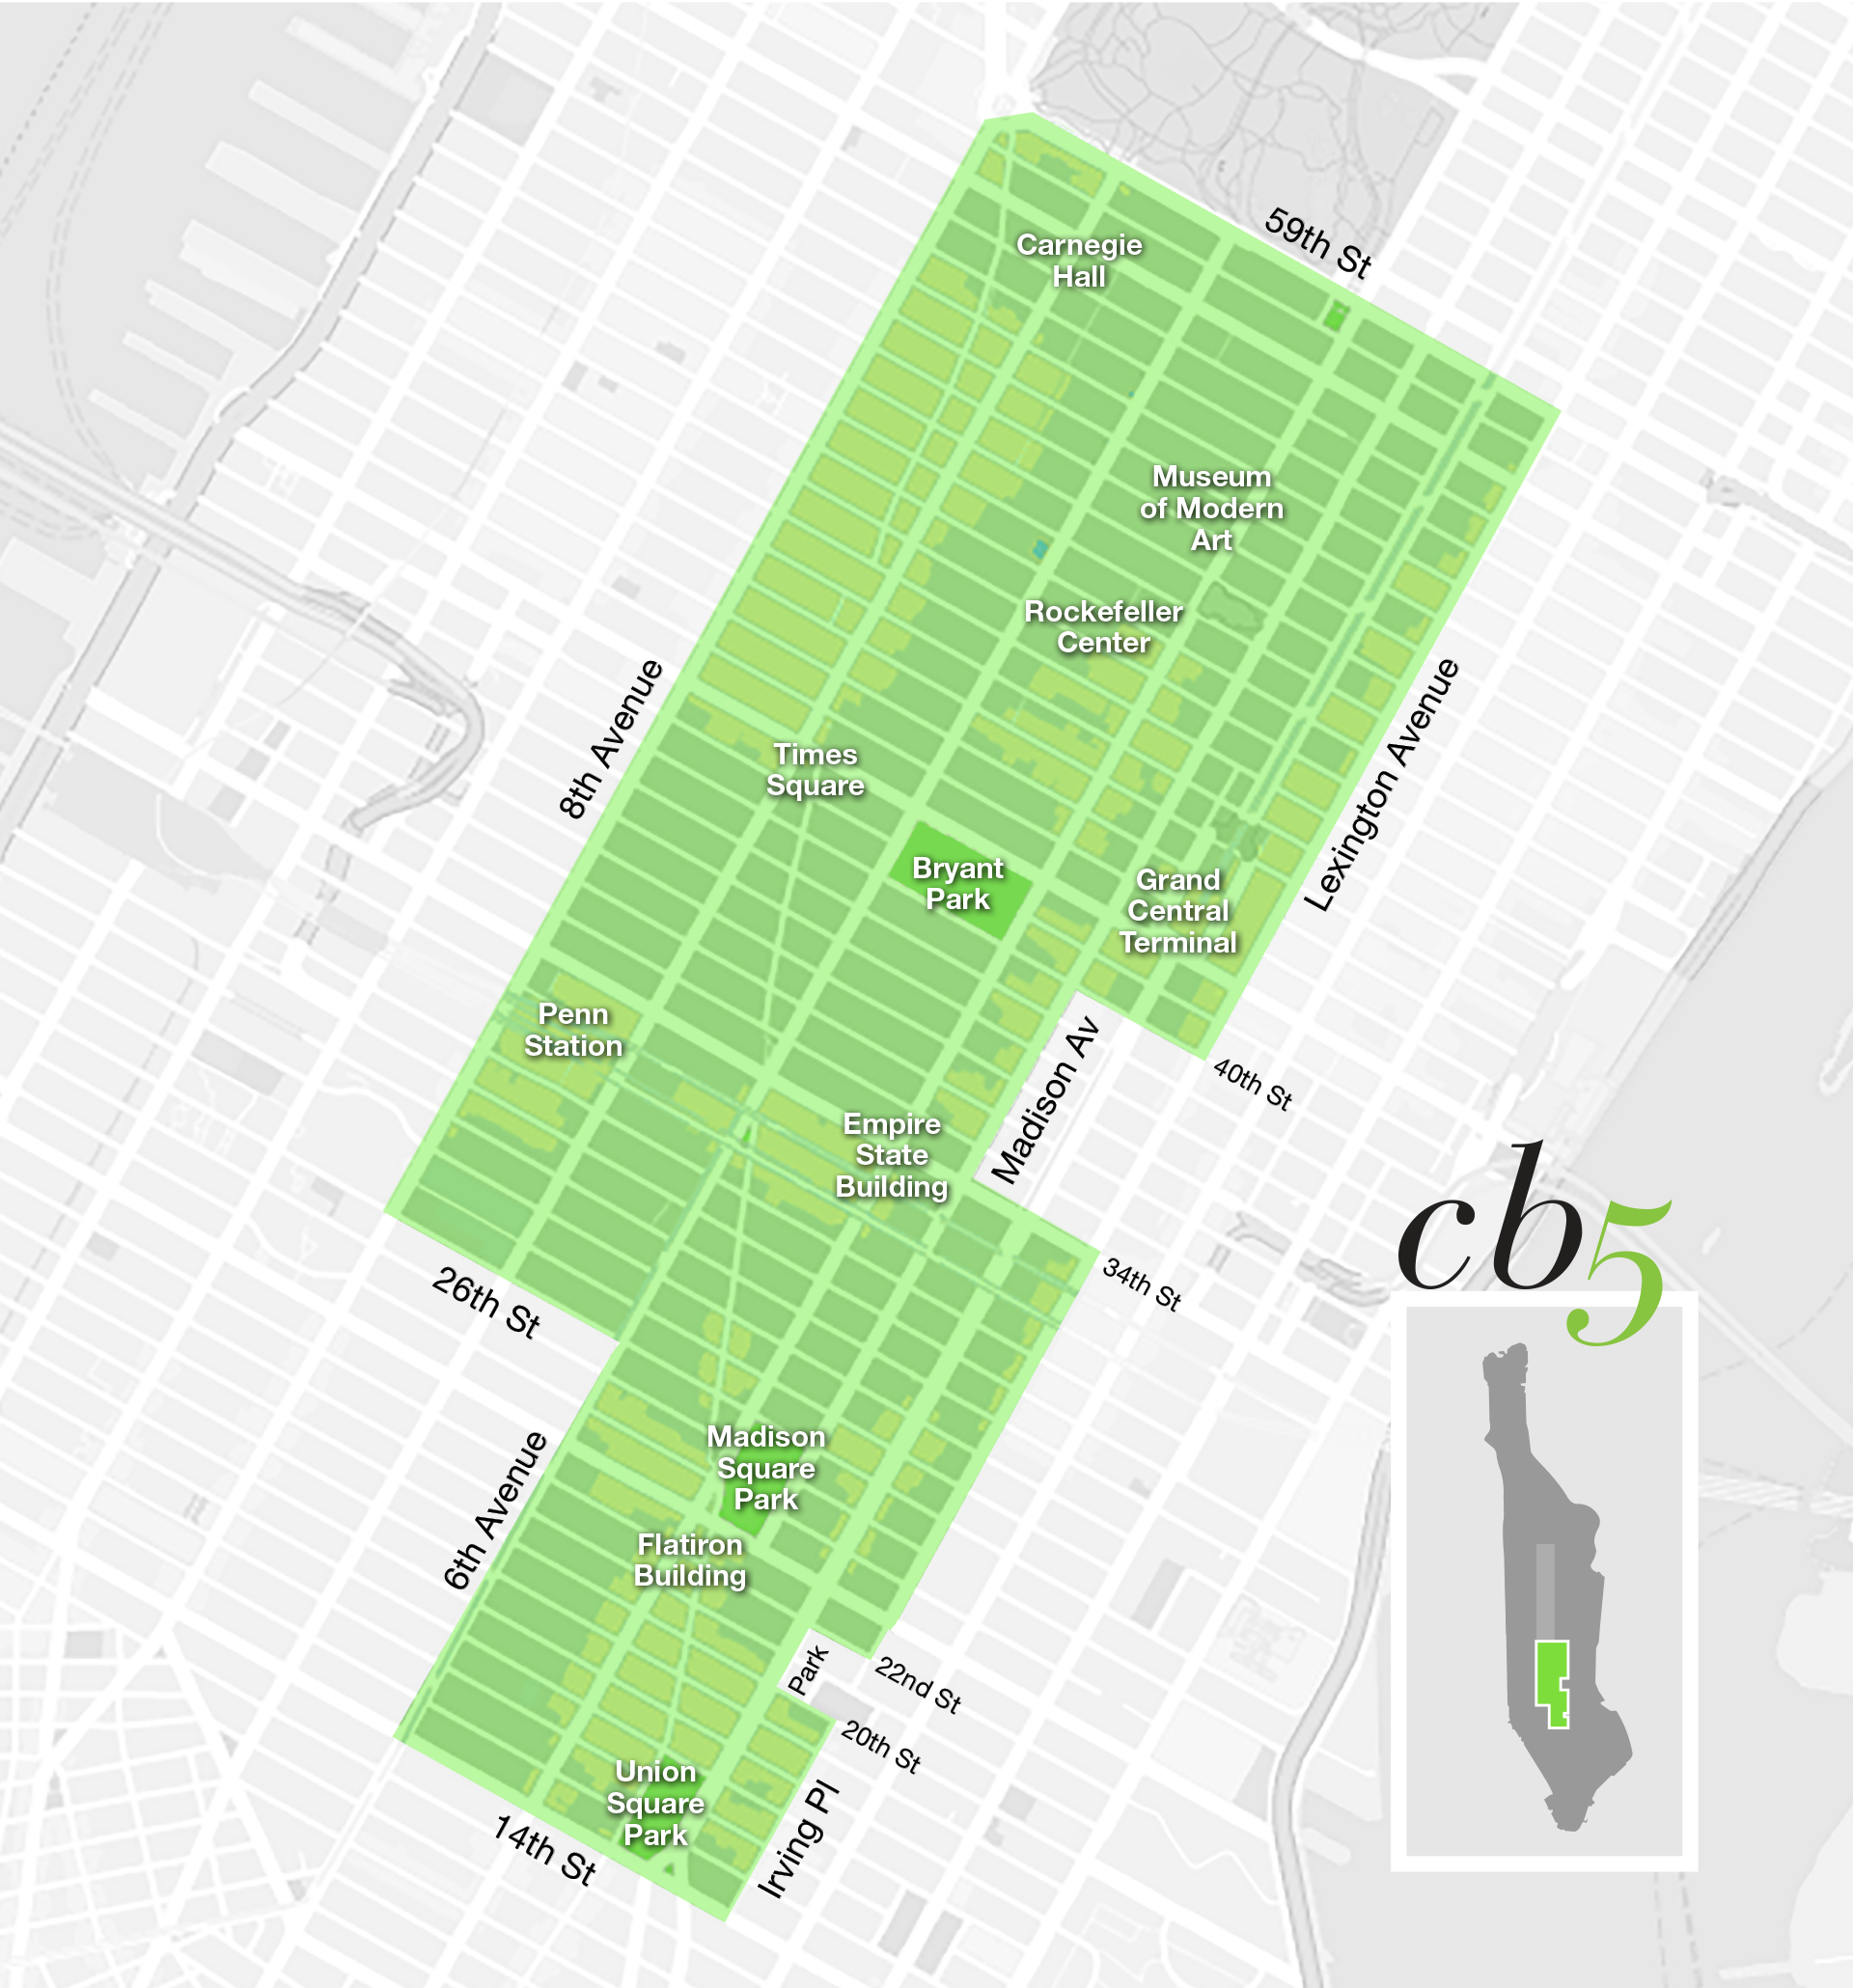 59th St
Carnegie
Hall
Museum
of Modern
Art
Rockefeller
Center
8th Avenue
Lexington Avenue
Times
Square
Bryant
Park
Grand
Central
Terminal
Penn
Station
Madison Av
40th St
Empire
State
Building
34th St
26th St
cb5
6th Avenue
Madison
Square
Park
Flatiron
Building
Park
22nd St
20th St
Union
Square
Park
Irving Pl
14th St